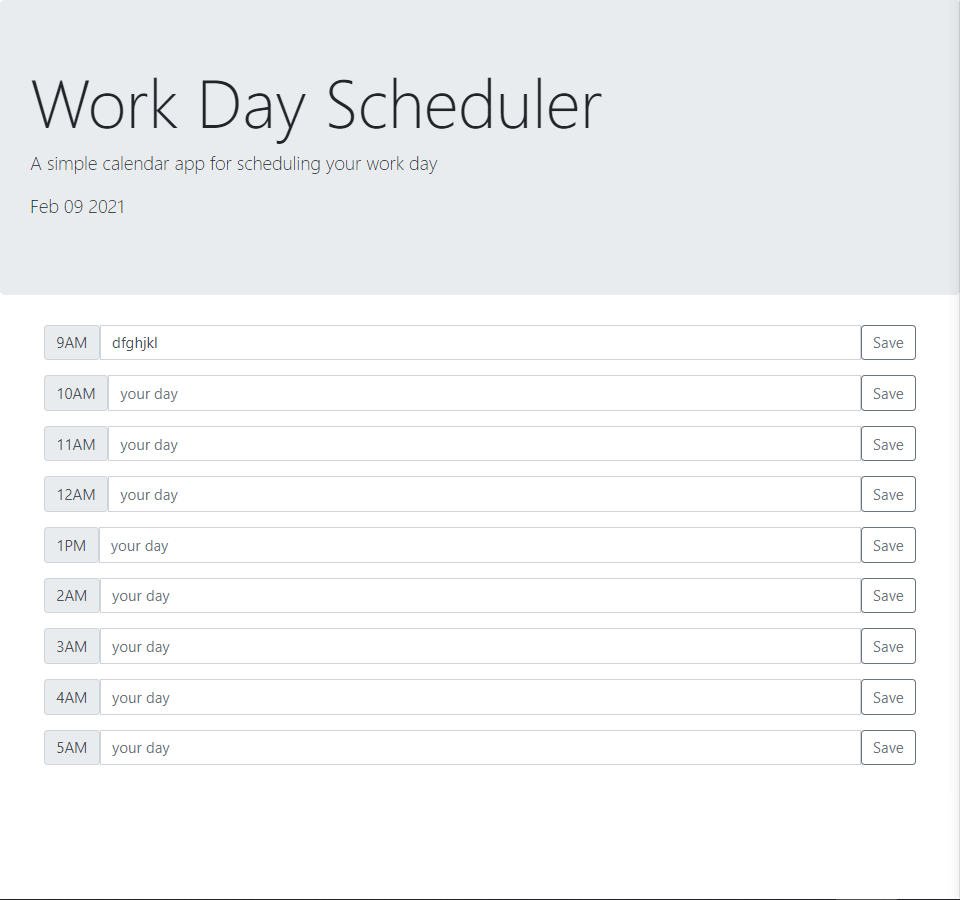 Work Day Scheduler
A simple calendar app for scheduling your work day
Feb 09 2021
9AM dfghjkl Save
10AM your day Save
11AM your day Save
12AM your day Save
1PM your day Save
2AM your day Save
3AM your day Save
4AM your day Save
5AM your day Save